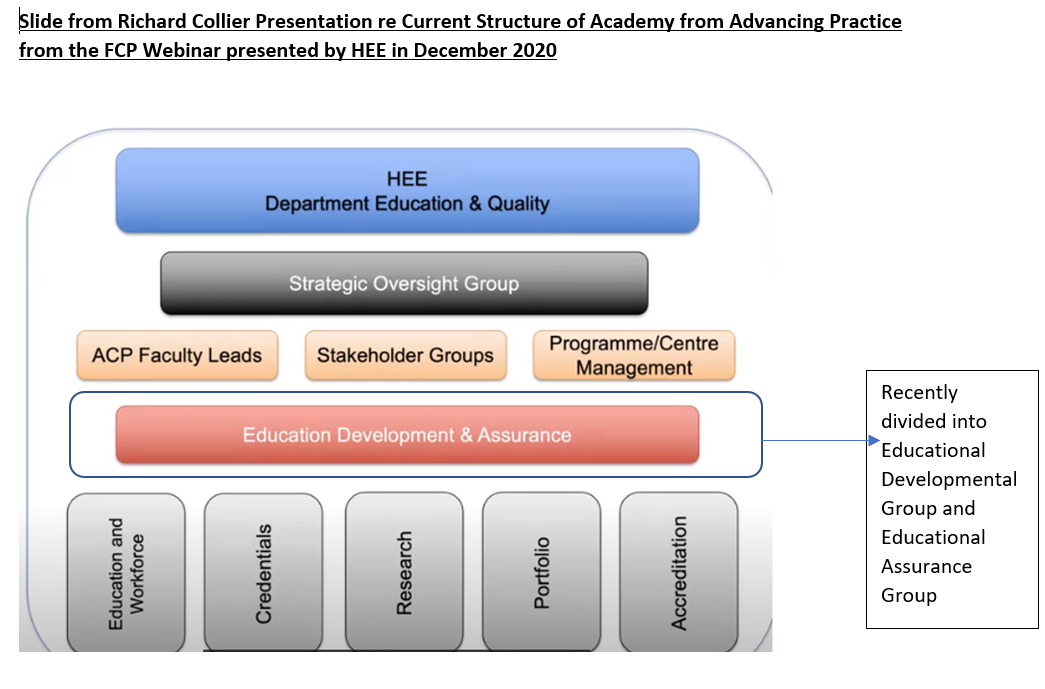 Slide from Richard Collier Presentation re Current Structure of Academy from Advancing Practice
from the FCP Webinar presented by HEE in December 2020
HEE
Department Education & Quality
Strategic Oversight Group
ACP Faculty Leads
Stakeholder Groups
Programme/Centre
Management
Education Development & Assurance
Recently
divided into
Educational
Developmental
Group and
Educational
Assurance
Group
Education and
Workforce
Credentials
Research
Portfolio
Accreditation